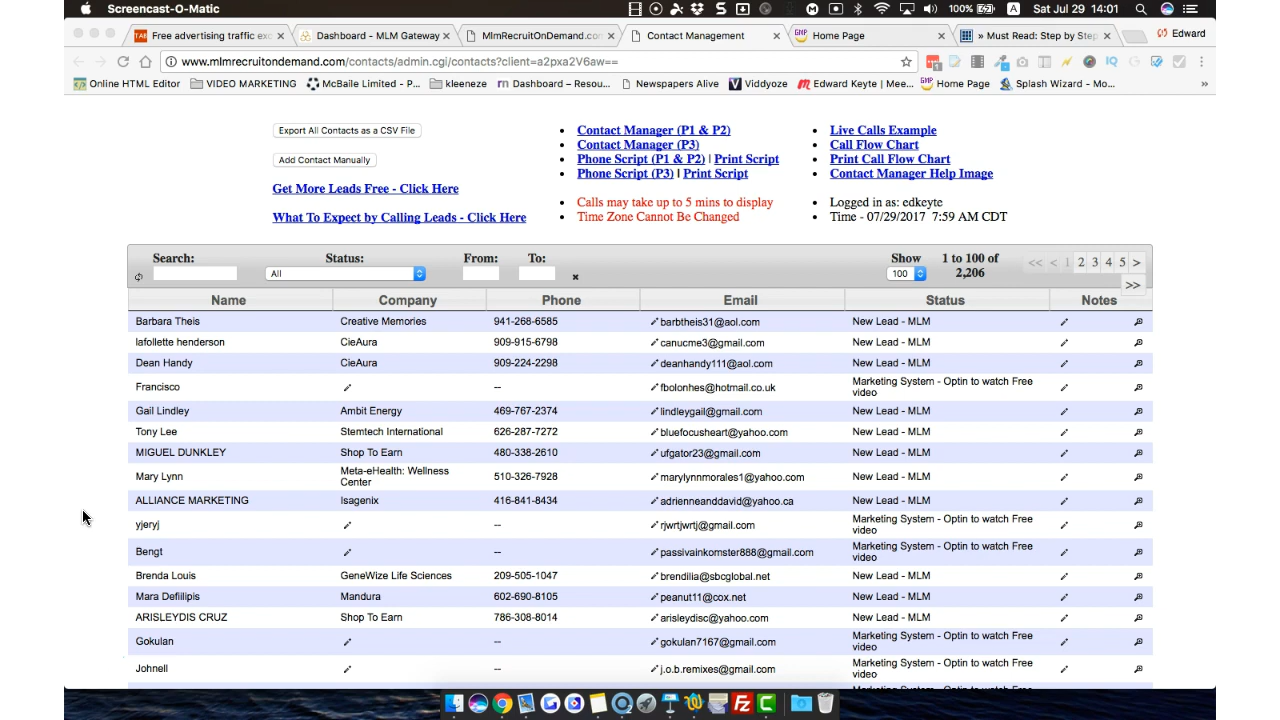 Screencast-O-Matic 100% A Sat Jul 29 14:01
Free advertising traffic ex
Dashboard - MLM Gateway
MlmRecruitOnDemand.com
Contact Management
Home Page
» Must Read: Step by Step
Edward
www.mlmrecruitondemand.com/contacts/admin.cgi/contacts?client=a2pxa2V6aw==
Online HTML Editor VIDEO MARKETING McBaile Limited - P... kleeneze Dashboard – Resou... Newspapers Alive Viddyoze Edward Keyte | Mee... Home Page Splash Wizard - Mo... »
Export All Contacts as a CSV File
Add Contact Manually
Get More Leads Free - Click Here
What To Expect by Calling Leads - Click Here
• Contact Manager (P1 & P2)
• Contact Manager (P3)
• Phone Script (P1 & P2) | Print Script
• Phone Script (P3) | Print Script
• Calls may take up to 5 mins to display
• Time Zone Cannot Be Changed
• Live Calls Example
• Call Flow Chart
• Print Call Flow Chart
• Contact Manager Help Image
• Logged in as: edkeyte
• Time - 07/29/2017 7:59 AM CDT
Search: Status: From: To: Show 1 to 100 of 2,206 << < 1 2 3 4 5 >
All 100 >>
Name Company Phone Email Status Notes
Barbara Theis Creative Memories 941-268-6585 barbtheis31@aol.com New Lead - MLM
lafollette henderson CieAura 909-915-6798 canucme3@gmail.com New Lead - MLM
Dean Handy CieAura 909-224-2298 deanhandy111@aol.com New Lead - MLM
Francisco -- fbolonhes@hotmail.co.uk Marketing System - Optin to watch Free video
Gail Lindley Ambit Energy 469-767-2374 lindleygail@gmail.com New Lead - MLM
Tony Lee Stemtech International 626-287-7272 bluefocusheart@yahoo.com New Lead - MLM
MIGUEL DUNKLEY Shop To Earn 480-338-2610 ufgator23@gmail.com New Lead - MLM
Mary Lynn Meta-eHealth: Wellness Center 510-326-7928 marylynnmorales1@yahoo.com New Lead - MLM
ALLIANCE MARKETING Isagenix 416-841-8434 adrienneanddavid@yahoo.ca New Lead - MLM
yjeryj -- rjwrtjwrtj@gmail.com Marketing System - Optin to watch Free video
Bengt -- passivainkomster888@gmail.com Marketing System - Optin to watch Free video
Brenda Louis GeneWize Life Sciences 209-505-1047 brendilia@sbcglobal.net New Lead - MLM
Mara Defilipis Mandura 602-690-8105 peanut11@cox.net New Lead - MLM
ARISLEYDIS CRUZ Shop To Earn 786-308-8014 arisleydisc@yahoo.com New Lead - MLM
Gokulan -- gokulan7167@gmail.com Marketing System - Optin to watch Free video
Johnell -- j.o.b.remixes@gmail.com Marketing System - Optin to watch Free video